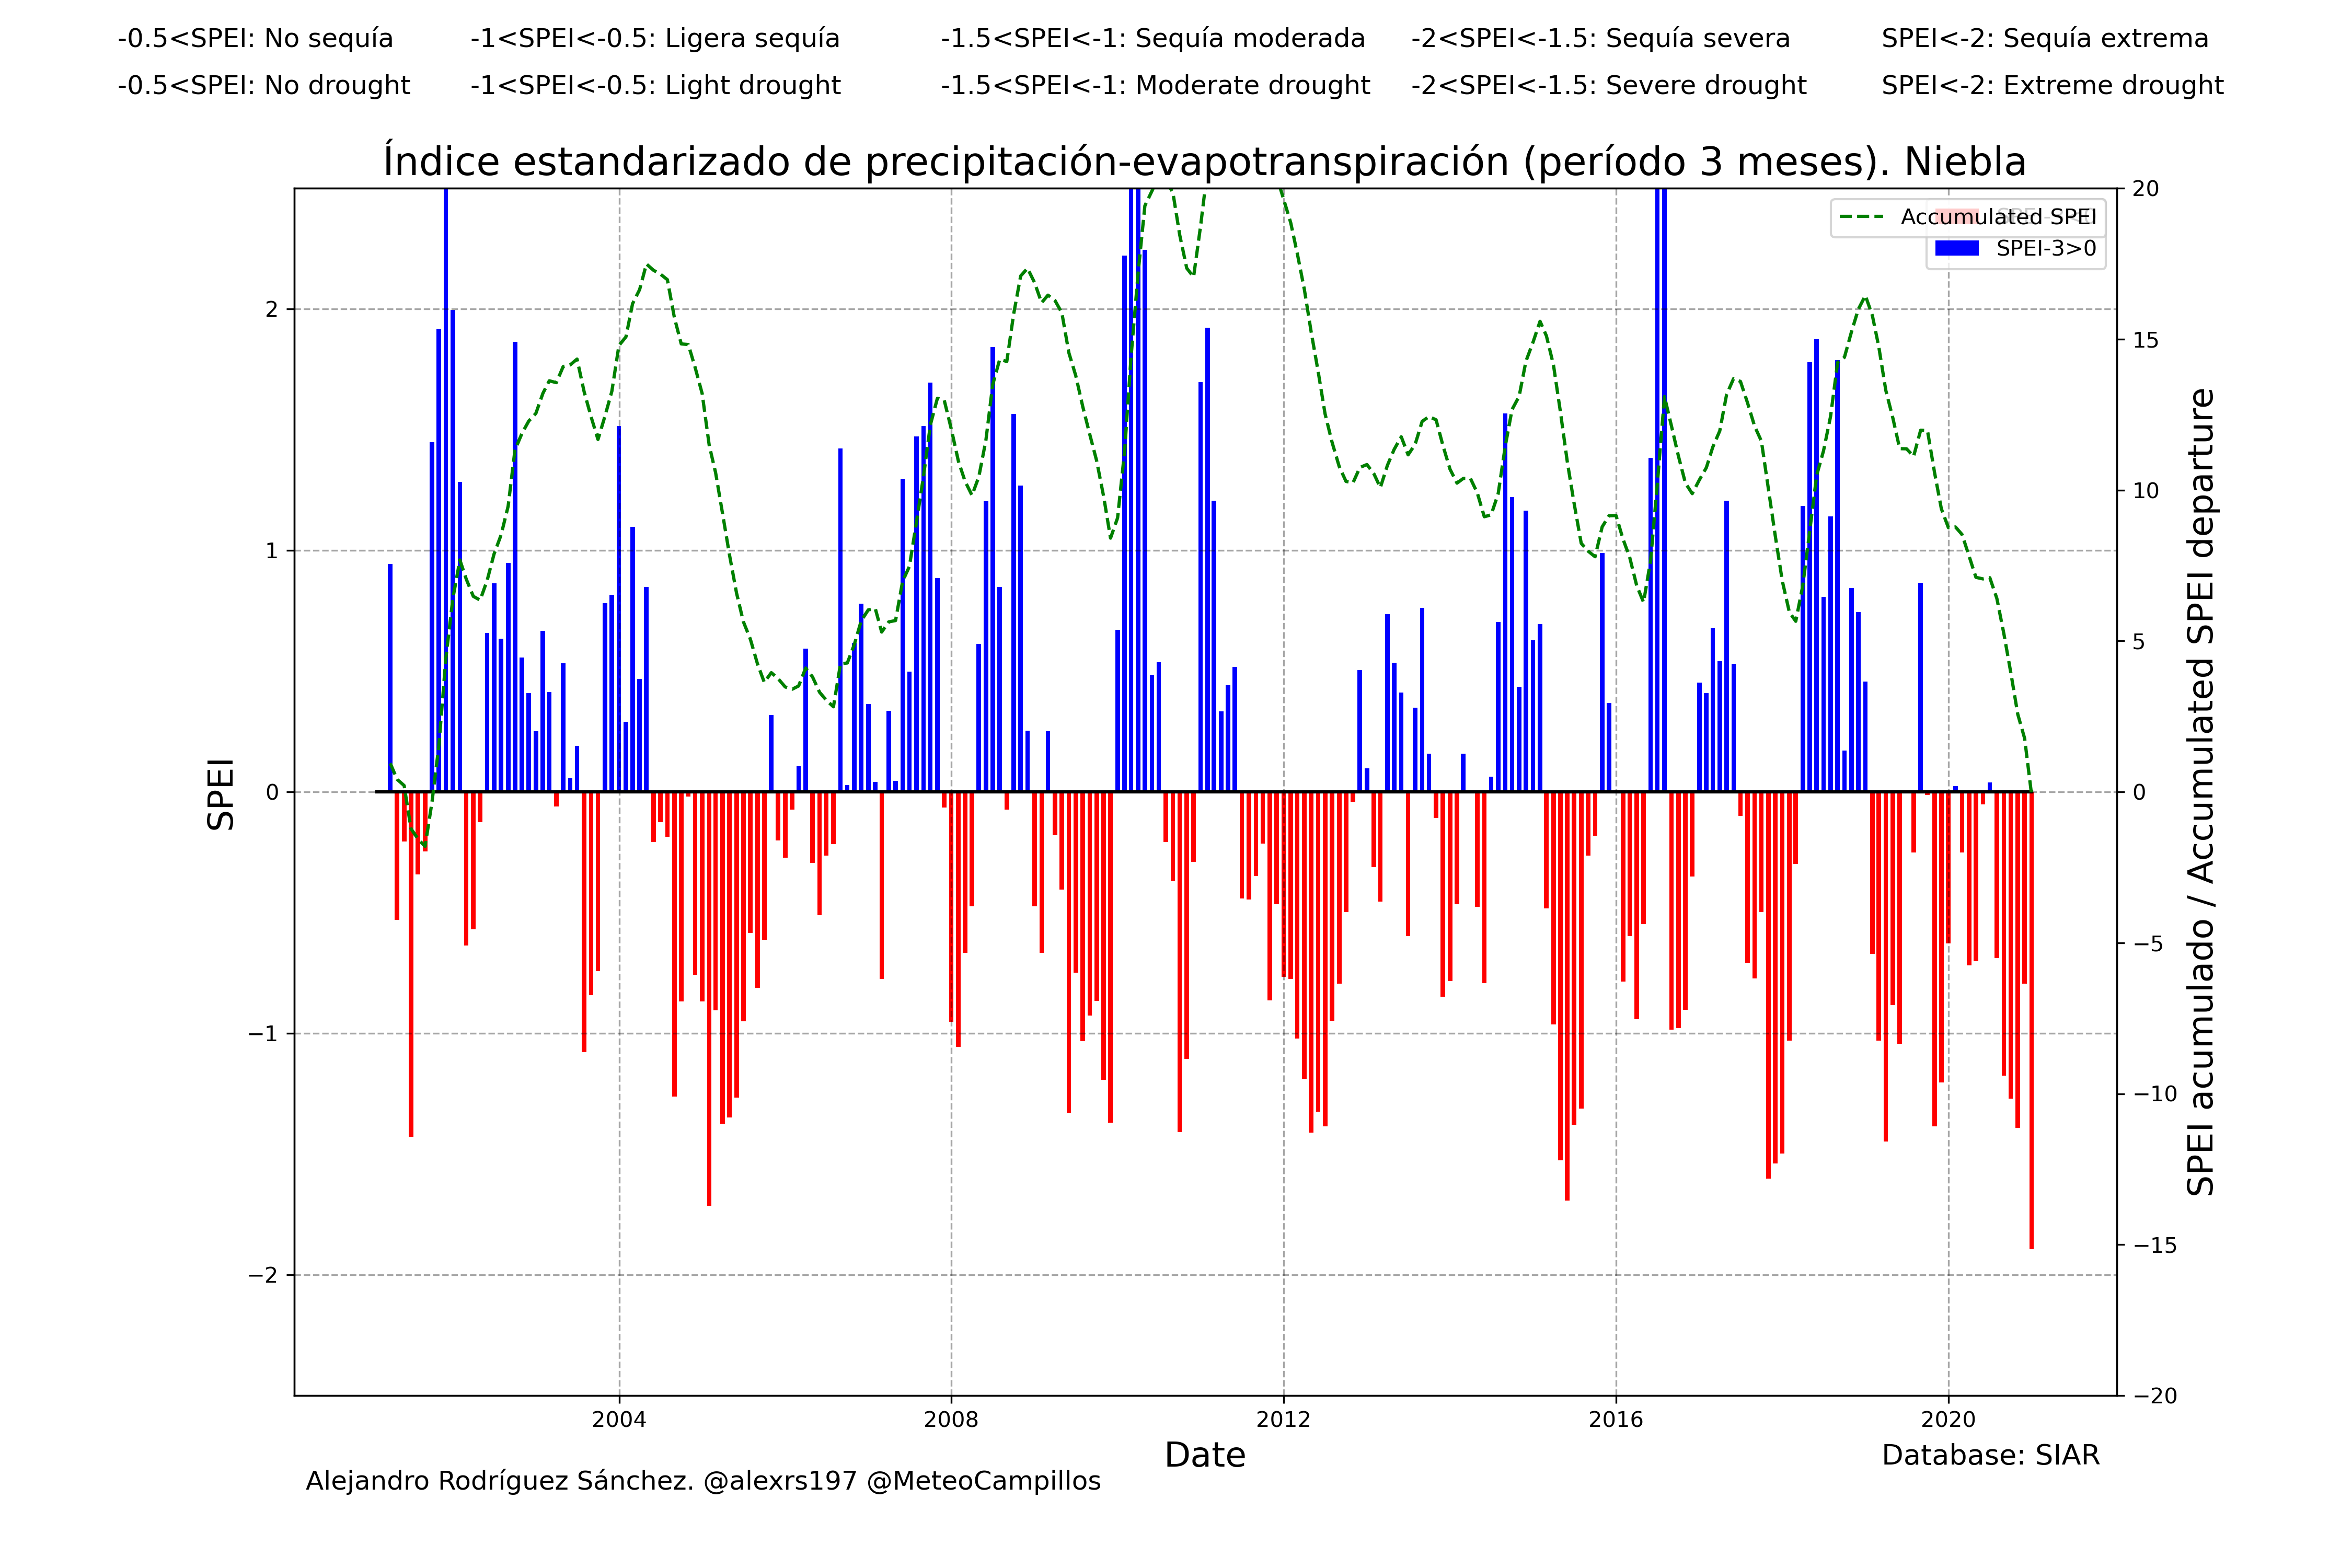 -0.5<SPEI: No sequía -1<SPEI<-0.5: Ligera sequía -1.5<SPEI<-1: Sequía moderada -2<SPEI<-1.5: Sequía severa SPEI<-2: Sequía extrema
-0.5<SPEI: No drought -1<SPEI<-0.5: Light drought -1.5<SPEI<-1: Moderate drought -2<SPEI<-1.5: Severe drought SPEI<-2: Extreme drought
Índice estandarizado de precipitación-evapotranspiración (período 3 meses). Niebla
Accumulated SPEI
SPEI-3>0
SPEI
2
1
0
−1
−2
20
15
10
5
0
−5
−10
−15
−20
SPEI acumulado / Accumulated SPEI departure
2004 2008 2012 2016 2020
Date
Database: SIAR
Alejandro Rodríguez Sánchez. @alexrs197 @MeteoCampillos